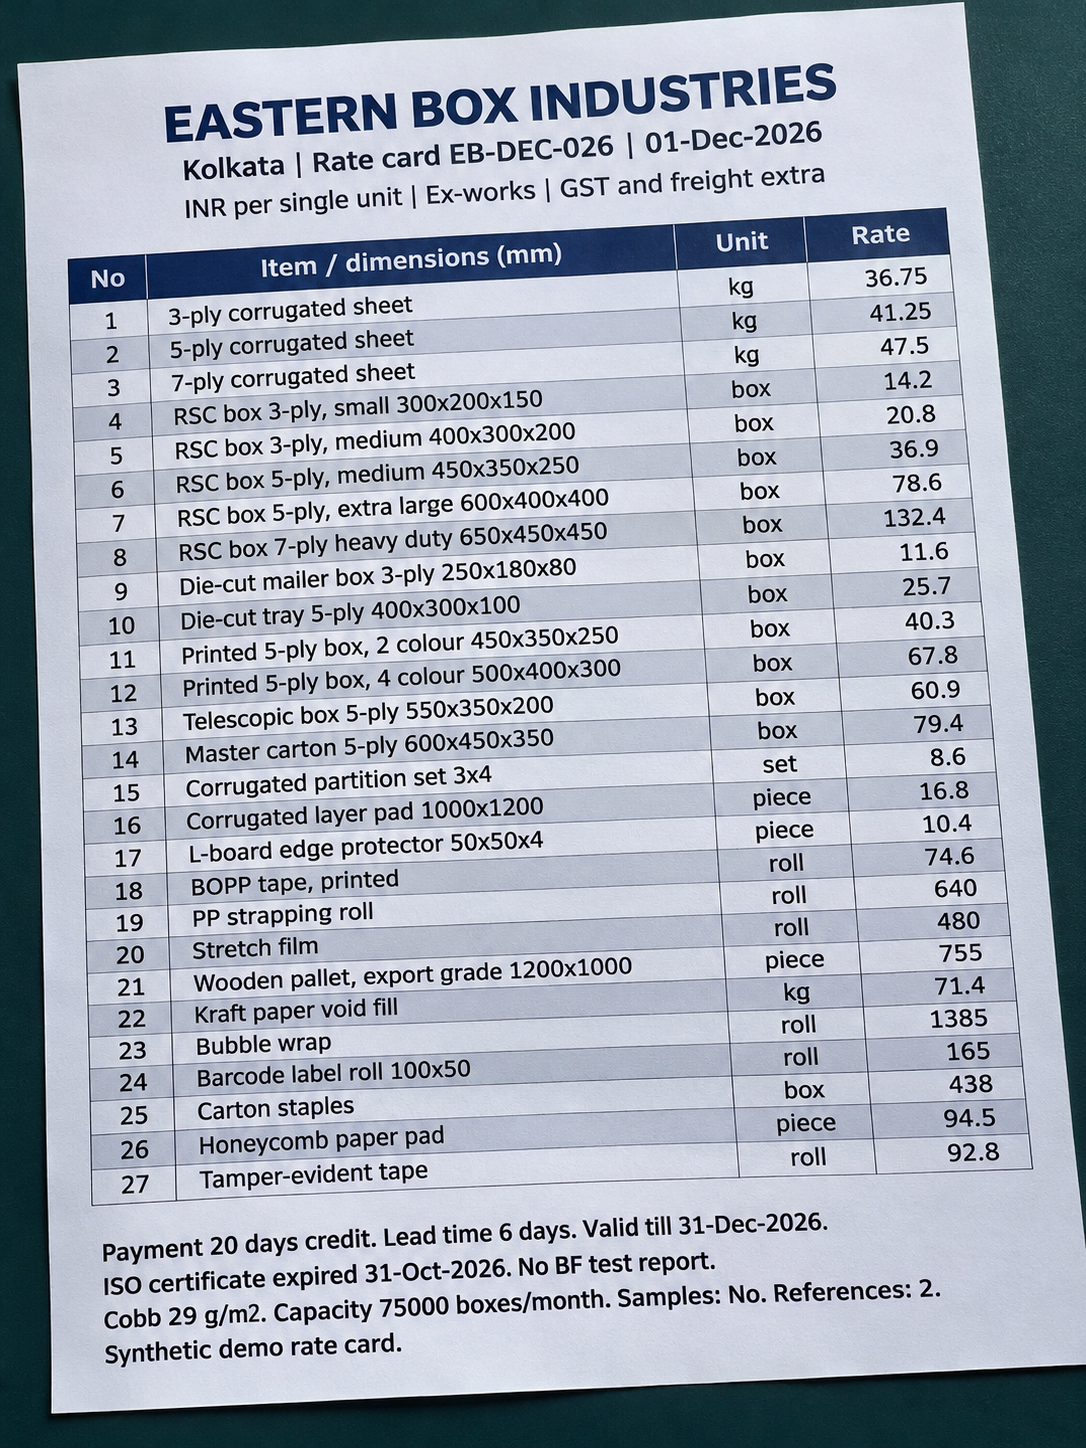 EASTERN BOX INDUSTRIES
Kolkata | Rate card EB-DEC-026 | 01-Dec-2026
INR per single unit | Ex-works | GST and freight extra
No Item / dimensions (mm) Unit Rate
1 3-ply corrugated sheet kg 36.75
2 5-ply corrugated sheet kg 41.25
3 7-ply corrugated sheet kg 47.5
4 RSC box 3-ply, small 300x200x150 box 14.2
5 RSC box 3-ply, medium 400x300x200 box 20.8
6 RSC box 5-ply, medium 450x350x250 box 36.9
7 RSC box 5-ply, extra large 600x400x400 box 78.6
8 RSC box 7-ply heavy duty 650x450x450 box 132.4
9 Die-cut mailer box 3-ply 250x180x80 box 11.6
10 Die-cut tray 5-ply 400x300x100 box 25.7
11 Printed 5-ply box, 2 colour 450x350x250 box 40.3
12 Printed 5-ply box, 4 colour 500x400x300 box 67.8
13 Telescopic box 5-ply 550x350x200 box 60.9
14 Master carton 5-ply 600x450x350 box 79.4
15 Corrugated partition set 3x4 set 8.6
16 Corrugated layer pad 1000x1200 piece 16.8
17 L-board edge protector 50x50x4 piece 10.4
18 BOPP tape, printed roll 74.6
19 PP strapping roll roll 640
20 Stretch film roll 480
21 Wooden pallet, export grade 1200x1000 piece 755
22 Kraft paper void fill kg 71.4
23 Bubble wrap roll 1385
24 Barcode label roll 100x50 roll 165
25 Carton staples box 438
26 Honeycomb paper pad piece 94.5
27 Tamper-evident tape roll 92.8
Payment 20 days credit. Lead time 6 days. Valid till 31-Dec-2026.
ISO certificate expired 31-Oct-2026. No BF test report.
Cobb 29 g/m2. Capacity 75000 boxes/month. Samples: No. References: 2.
Synthetic demo rate card.